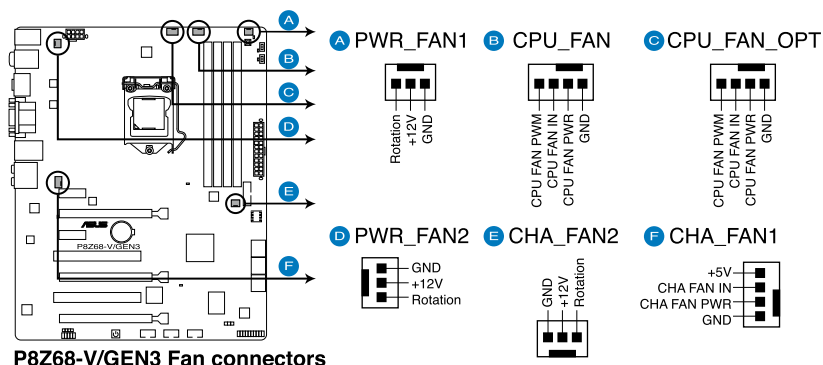 A
B
C
D
E
F
/ISUS
P8Z68-V/GEN3
P8Z68-V/GEN3 Fan connectors
A PWR_FAN1
Rotation
+12V
GND
B CPU_FAN
CPU FAN PWM
CPU FAN IN
CPU FAN PWR
GND
C CPU_FAN_OPT
CPU FAN PWM
CPU FAN IN
CPU FAN PWR
GND
D PWR_FAN2
GND
+12V
Rotation
E CHA_FAN2
GND
+12V
Rotation
F CHA_FAN1
+5V
CHA FAN IN
CHA FAN PWR
GND